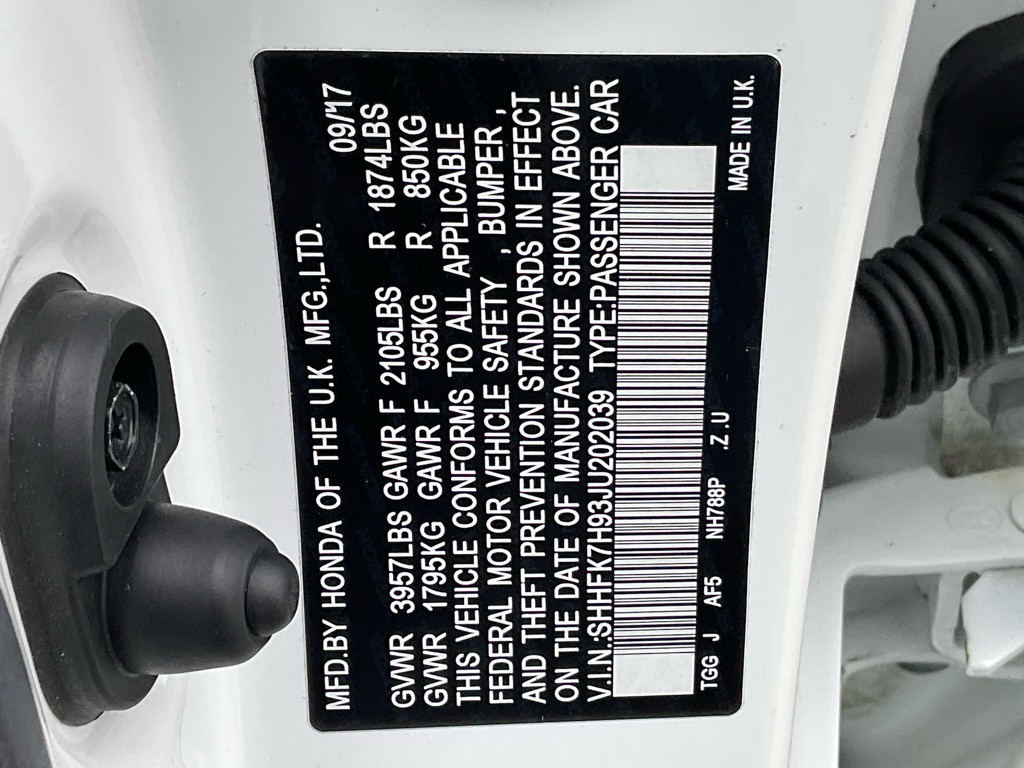 MFD.BY HONDA OF THE U.K. MFG.,LTD. 09/17
GVWR 3957LBS GAWR F 2105LBS R 1874LBS
GVWR 1795KG GAWR F 955KG R 850KG
THIS VEHICLE CONFORMS TO ALL APPLICABLE
FEDERAL MOTOR VEHICLE SAFETY , BUMPER ,
AND THEFT PREVENTION STANDARDS IN EFFECT
ON THE DATE OF MANUFACTURE SHOWN ABOVE.
V.I.N.:SHHFK7H93JU202039 TYPE:PASSENGER CAR
TGG J AF5 NH788P .Z .U MADE IN U.K.